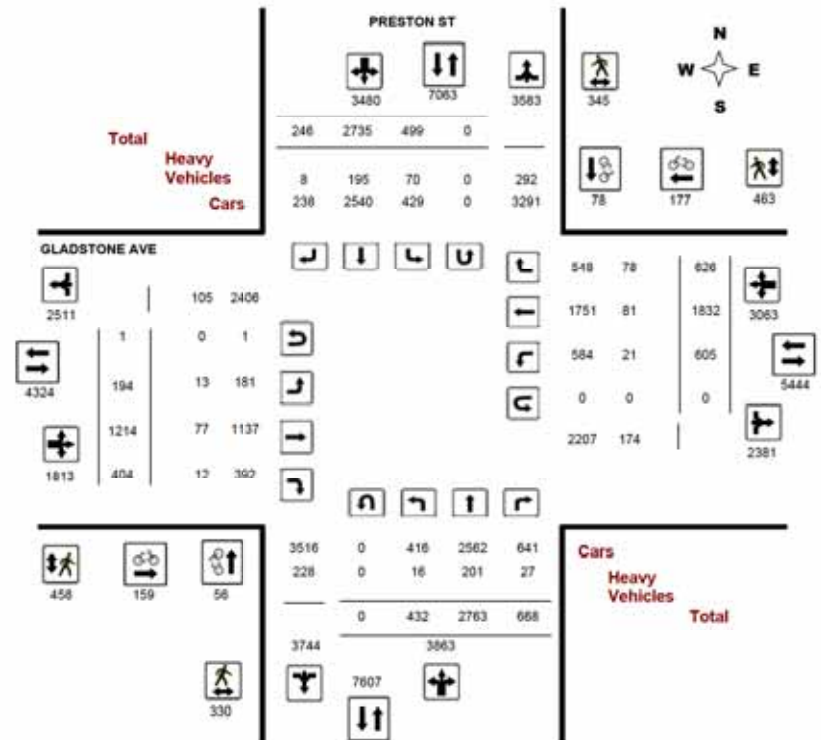 PRESTON ST
N
W E
S
3480 7063 3583 345
246 2735 499 0
Total
Heavy
Vehicles
8 195 70 0 292
Cars
238 2540 429 0 3291
78 177 463
GLADSTONE AVE
2511
105 2406
1 0 1
4324
194 13 181
1214 77 1137
1813
404 12 392
548 78 626
1751 81 1832
3063
584 21 605
0 0 0
5444
2207 174
2381
458 159 56
330
3516 0 416 2562 641
228 0 16 201 27
0 432 2763 668
3744 3863
7607
Cars
Heavy
Vehicles
Total